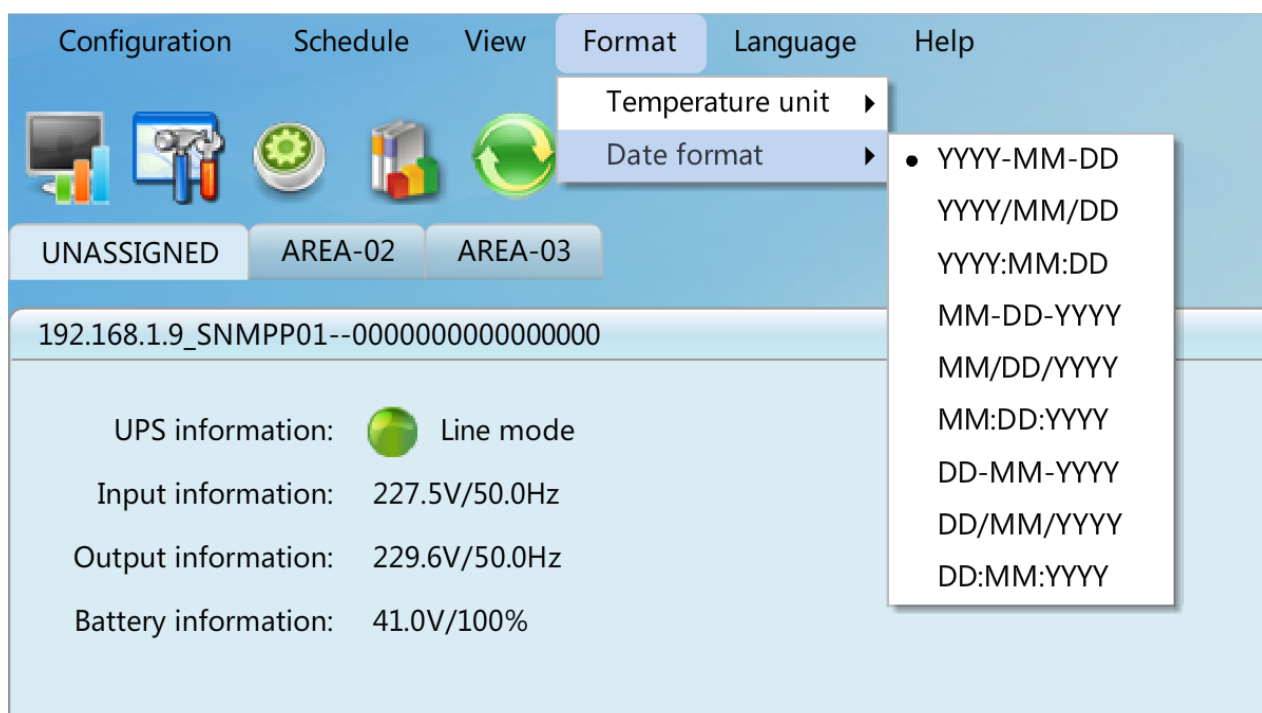 Configuration Schedule View Format Language Help
Temperature unit
Date format
YYYY-MM-DD
YYYY/MM/DD
YYYY:MM:DD
MM-DD-YYYY
MM/DD/YYYY
MM:DD:YYYY
DD-MM-YYYY
DD/MM/YYYY
DD:MM:YYYY
UNASSIGNED AREA-02 AREA-03
192.168.1.9_SNMPP01--0000000000000000
UPS information: Line mode
Input information: 227.5V/50.0Hz
Output information: 229.6V/50.0Hz
Battery information: 41.0V/100%